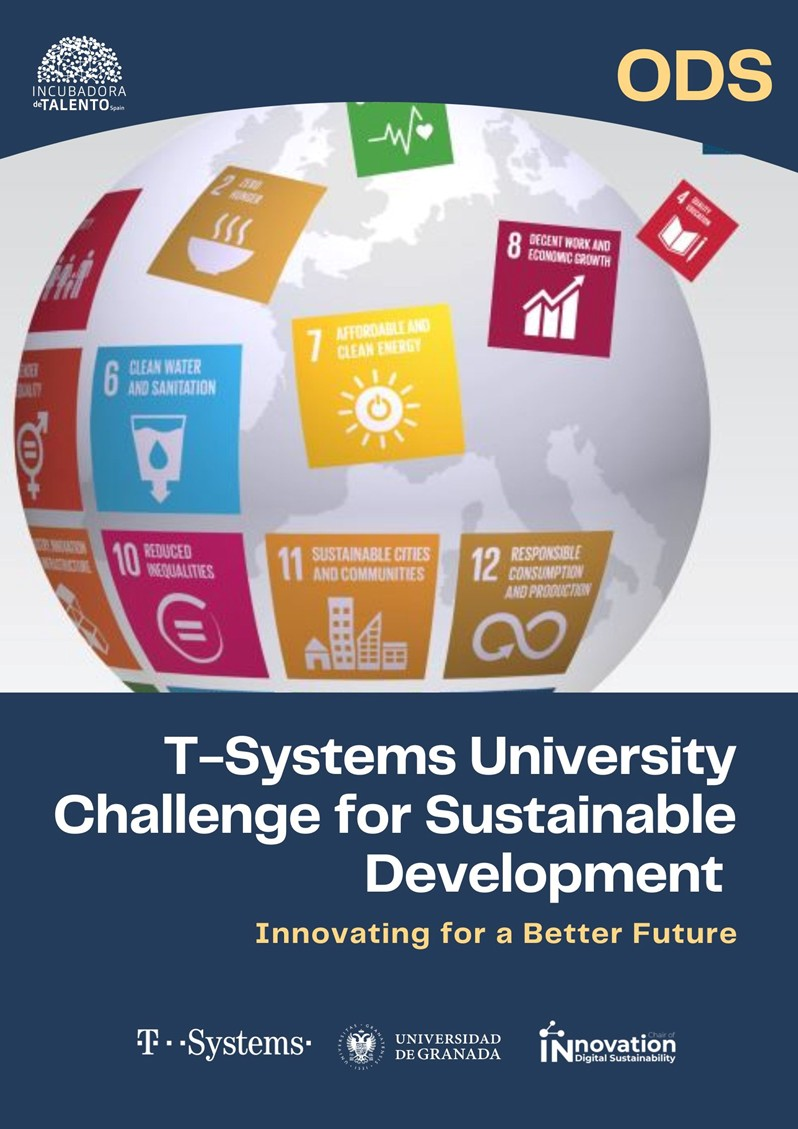 INCUBADORA
de TALENTO Spain
ODS
2 ZERO
HUNGER
4 QUALITY
EDUCATION
8 DECENT WORK AND
ECONOMIC GROWTH
7 AFFORDABLE AND
CLEAN ENERGY
6 CLEAN WATER
AND SANITATION
10 REDUCED
INEQUALITIES
11 SUSTAINABLE CITIES
AND COMMUNITIES
12 RESPONSIBLE
CONSUMPTION
AND PRODUCTION
T-Systems University
Challenge for Sustainable
Development
Innovating for a Better Future
T··Systems·
UNIVERSIDAD
DE GRANADA
Chair of
INnovation
Digital Sustainability